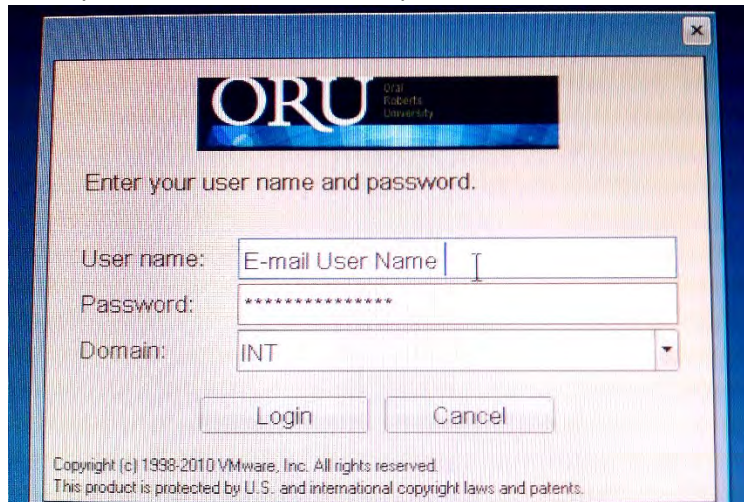 ORU
Oral
Roberts
University
Enter your user name and password.
User name: E-mail User Name
Password: ***************
Domain: INT
Login Cancel
Copyright (c) 1998-2010 VMware, Inc. All rights reserved.
This product is protected by U.S. and international copyright laws and patents.